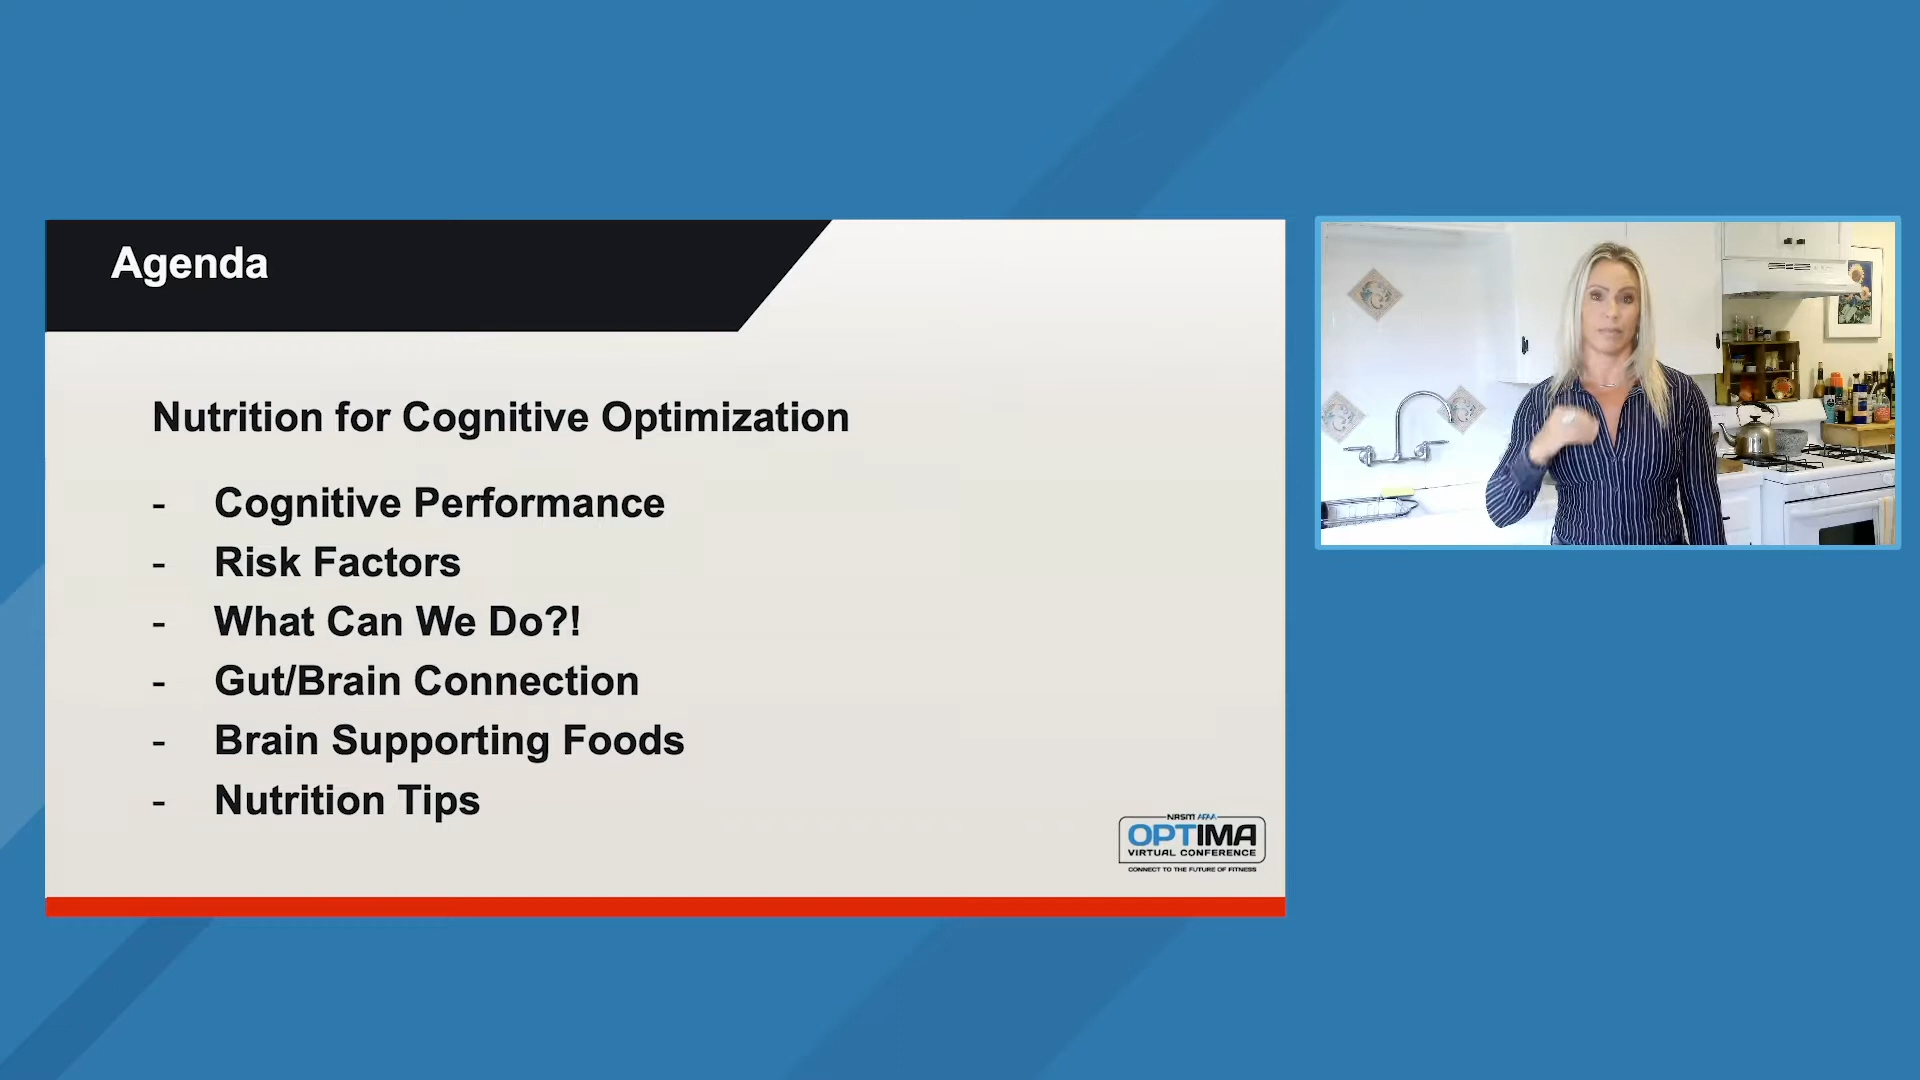 Agenda
Nutrition for Cognitive Optimization
- Cognitive Performance
- Risk Factors
- What Can We Do?!
- Gut/Brain Connection
- Brain Supporting Foods
- Nutrition Tips
NASM AFAA
OPTIMA
VIRTUAL CONFERENCE
CONNECT TO THE FUTURE OF FITNESS